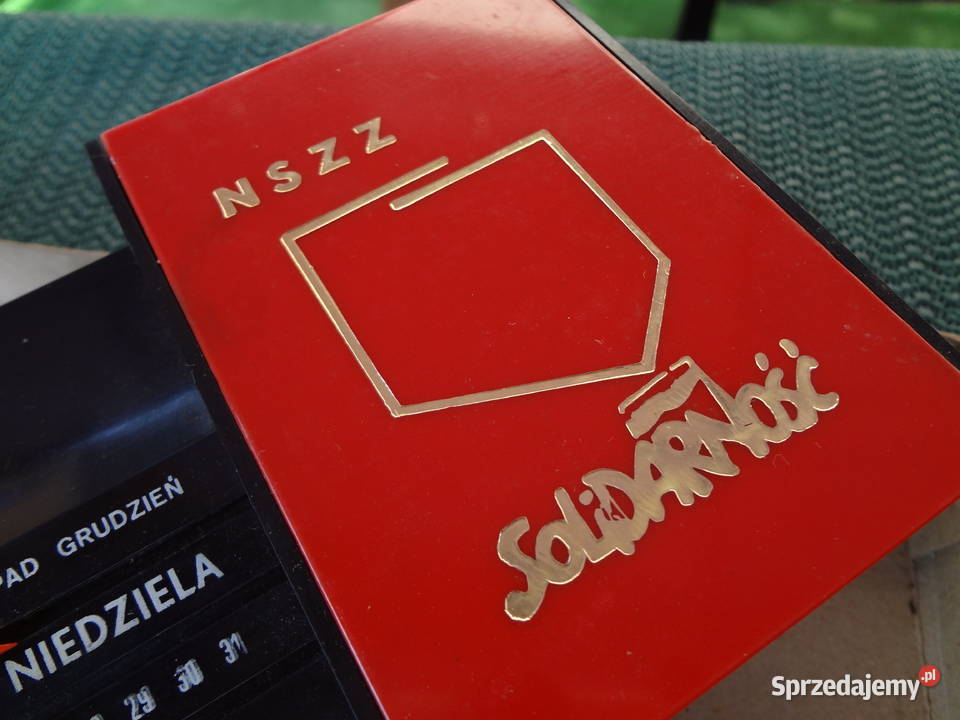 NSZZ
SOLiDARNOŚĆ
PAD GRUDZIEŃ
NIEDZIELA
29 30 31
Sprzedajemy.pl